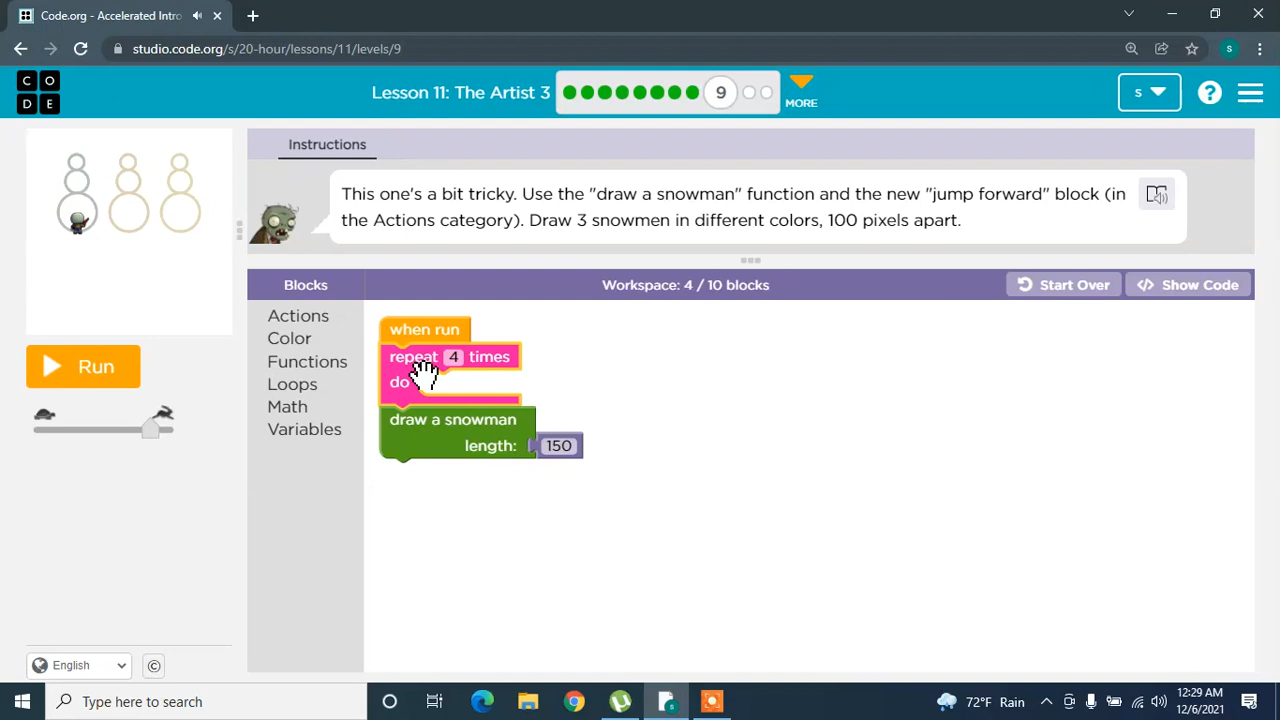 Code.org - Accelerated Intro
studio.code.org/s/20-hour/lessons/11/levels/9
s
C O
D E
Lesson 11: The Artist 3
9
MORE
s
?
Instructions
This one's a bit tricky. Use the "draw a snowman" function and the new "jump forward" block (in
the Actions category). Draw 3 snowmen in different colors, 100 pixels apart.
Blocks
Workspace: 4 / 10 blocks
Start Over
Show Code
Actions
Color
Functions
Loops
Math
Variables
when run
repeat 4 times
do
draw a snowman
length: 150
Run
English
©
Type here to search
72°F Rain
12:29 AM
12/6/2021